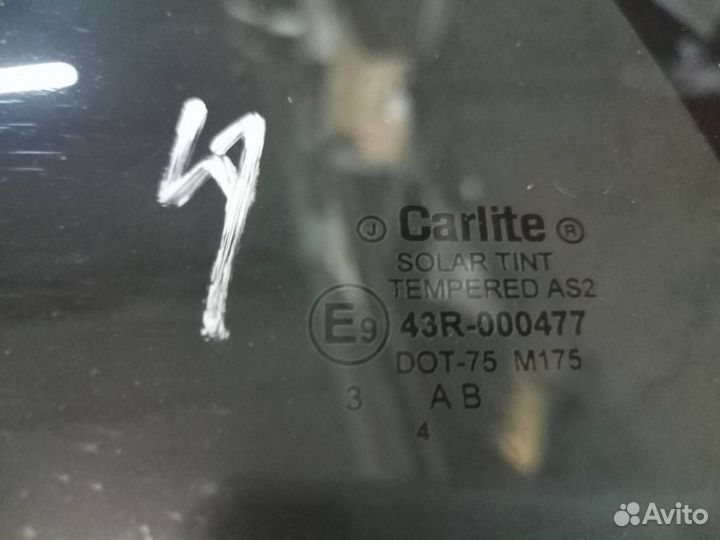 4
J Carlite R
SOLAR TINT
TEMPERED AS2
E9 43R-000477
DOT-75 M175
3 A B
4
Avito